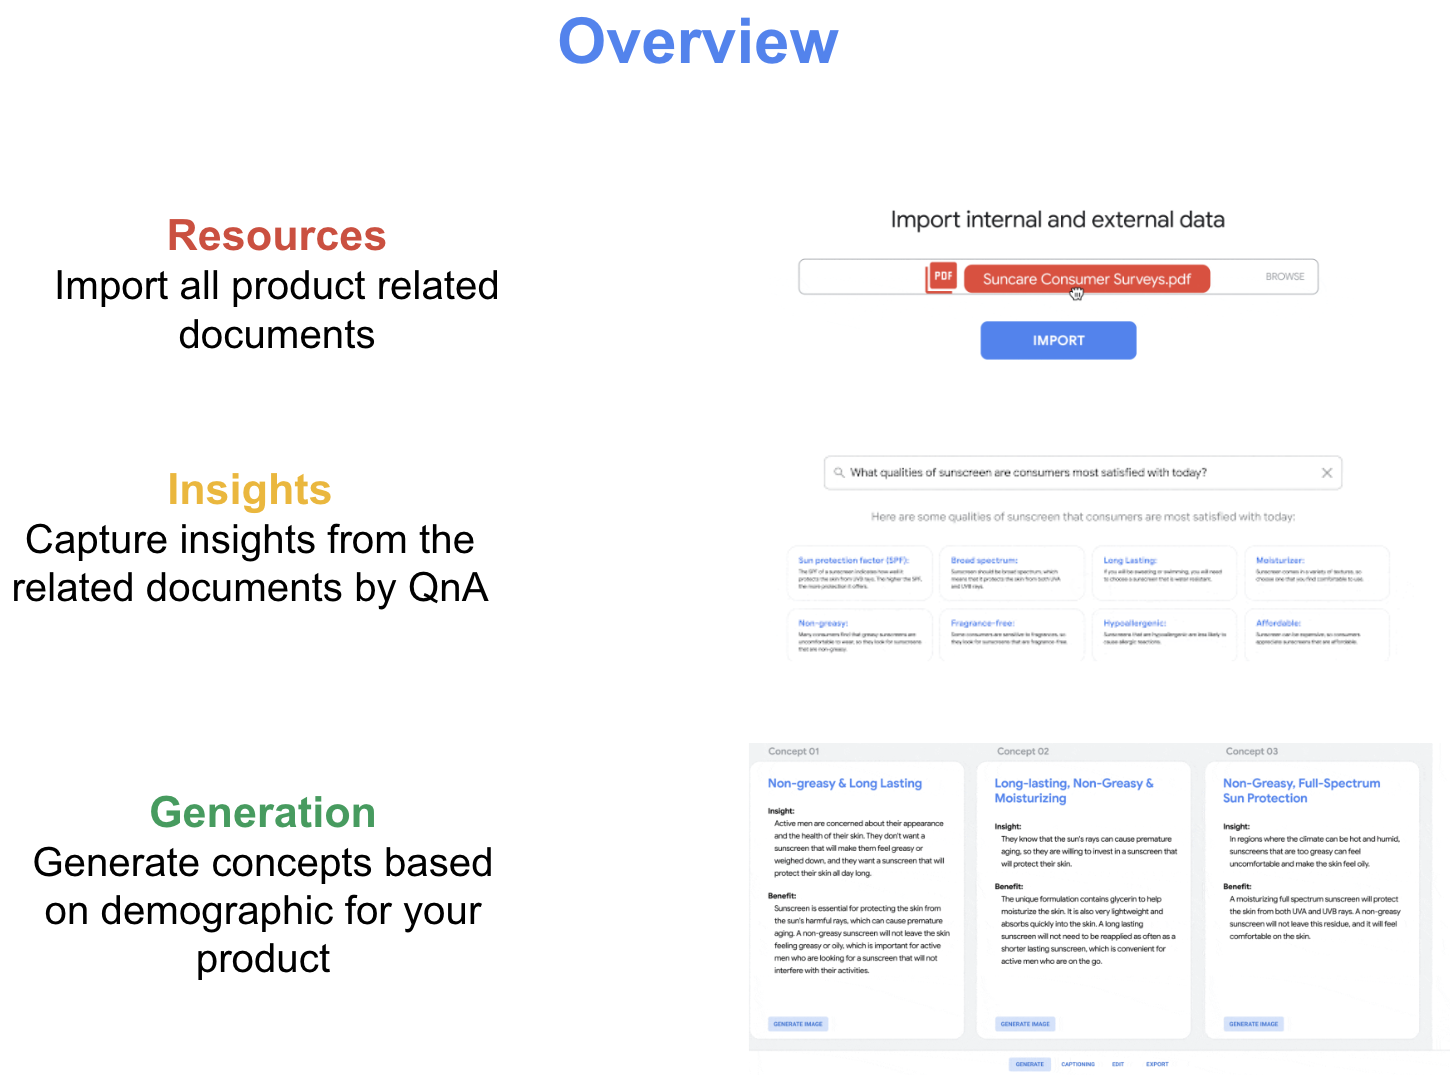 Overview
Resources
Import all product related
documents
Import internal and external data
PDF
Suncare Consumer Surveys.pdf
BROWSE
IMPORT
Insights
Capture insights from the
related documents by QnA
What qualities of sunscreen are consumers most satisfied with today?
Here are some qualities of sunscreen that consumers are most satisfied with today:
Sun protection factor (SPF):
The SPF of a sunscreen indicates how well it
protects the skin from UVB rays. The higher the SPF,
the more protection it offers.
Broad spectrum:
Sunscreen should be broad spectrum, which
means that it protects the skin from both UVA
and UVB rays.
Long Lasting:
If you will be sweating or swimming, you will need
to choose a sunscreen that is water resistant.
Moisturizer:
Sunscreen comes in a variety of textures, so
choose one that you find comfortable to use.
Non-greasy:
Many consumers find that greasy sunscreens are
uncomfortable to wear, so they look for sunscreens
that are non-greasy.
Fragrance-free:
Some consumers are sensitive to fragrances, so
they look for sunscreens that are fragrance-free
Hypoallergenic:
Sunscreens that are hypoallergenic are less likely to
cause allergic reactions.
Affordable:
Sunscreen can be expensive, so consumers
appreciate sunscreens that are affordable.
Generation
Generate concepts based
on demographic for your
product
Concept 01
Non-greasy & Long Lasting
Insight:
Active men are concerned about their appearance
and the health of their skin. They don't want a
sunscreen that will make them feel greasy or
weighed down, and they want a sunscreen that will
protect their skin all day long.
Benefit:
Sunscreen is essential for protecting the skin from
the sun's harmful rays, which can cause premature
aging. A non-greasy sunscreen will not leave the skin
feeling greasy or oily, which is important for active
men who are looking for a sunscreen that will not
interfere with their activities.
GENERATE IMAGE
Concept 02
Long-lasting, Non-Greasy &
Moisturizing
Insight:
They know that the sun's rays can cause premature
aging, so they are willing to invest in a sunscreen that
will protect their skin.
Benefit:
The unique formulation contains glycerin to help
moisturize the skin. It is also very lightweight and
absorbs quickly into the skin. A long lasting
sunscreen will not need to be reapplied as often as a
shorter lasting sunscreen, which is convenient for
active men who are on the go.
GENERATE IMAGE
Concept 03
Non-Greasy, Full-Spectrum
Sun Protection
Insight:
In regions where the climate can be hot and humid,
sunscreens that are too greasy can feel
uncomfortable and make the skin feel oily.
Benefit:
A moisturizing full spectrum sunscreen will protect
the skin from both UVA and UVB rays. A non-greasy
sunscreen will not leave this residue, and it will feel
comfortable on the skin.
GENERATE IMAGE
GENERATE
CAPTIONING
EDIT
EXPORT